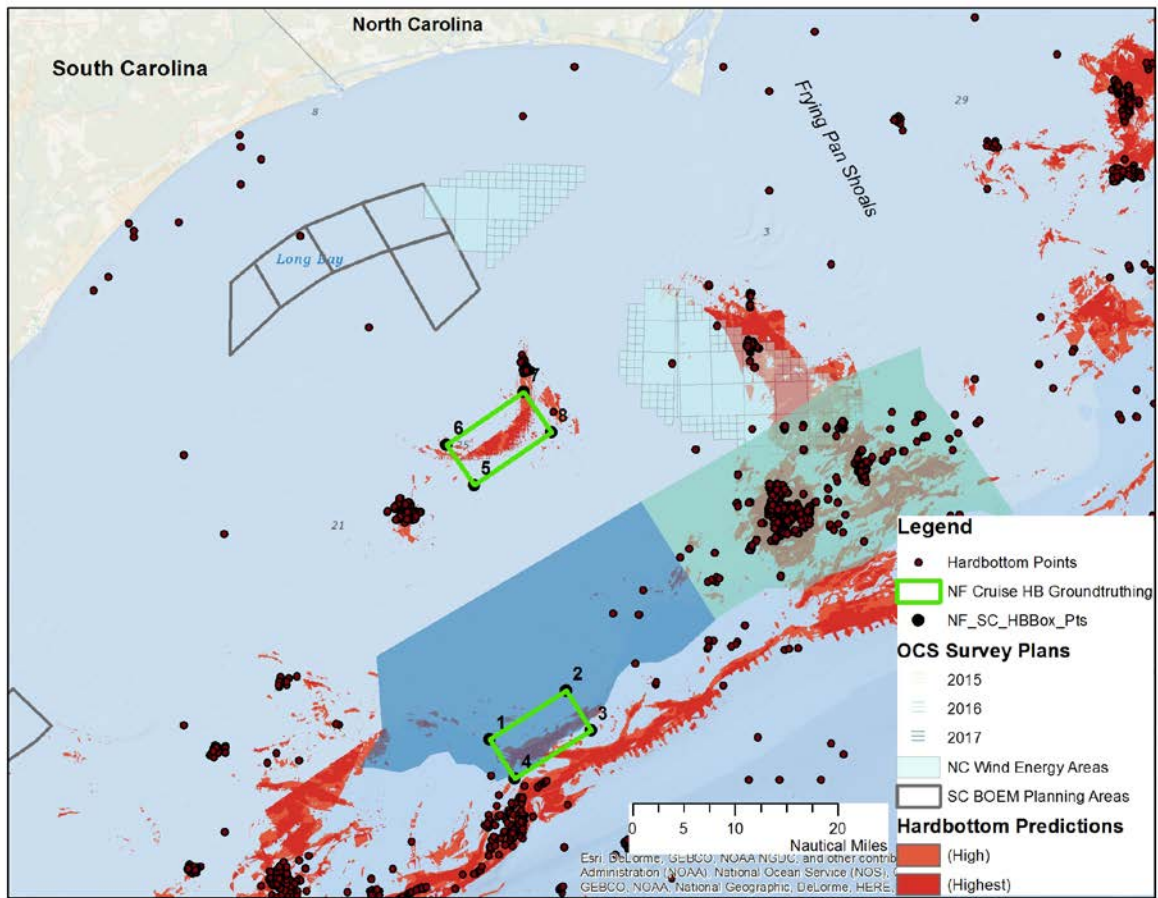 North Carolina
South Carolina
8
Frying Pan Shoals
29
3
Long Bay
7
8
6
5
21
2
1
3
4
Legend
Hardbottom Points
NF Cruise HB Groundtruthing
NF_SC_HBBox_Pts
OCS Survey Plans
2015
2016
2017
NC Wind Energy Areas
SC BOEM Planning Areas
Hardbottom Predictions
(High)
(Highest)
0 5 10 20
Nautical Miles
Esri, DeLorme, GEBCO, NOAA NGDC, and other contrib
Administration (NOAA), National Ocean Service (NOS),
GEBCO, NOAA, National Geographic, DeLorme, HERE,